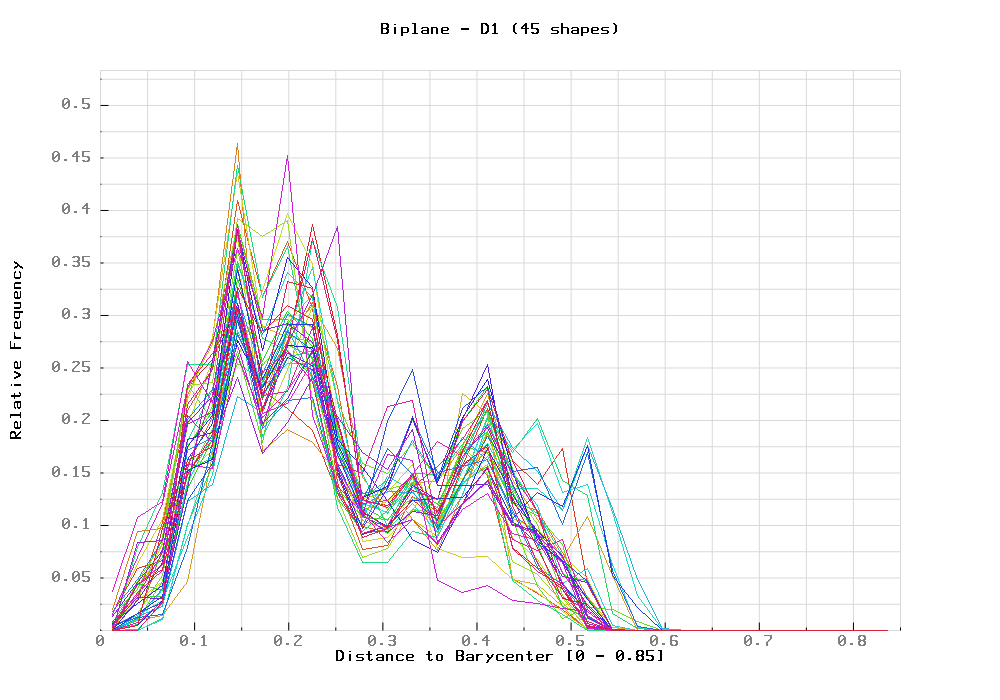 Biplane - D1 (45 shapes)
Relative Frequency
0.5
0.45
0.4
0.35
0.3
0.25
0.2
0.15
0.1
0.05
0 0.1 0.2 0.3 0.4 0.5 0.6 0.7 0.8
Distance to Barycenter [0 - 0.85]